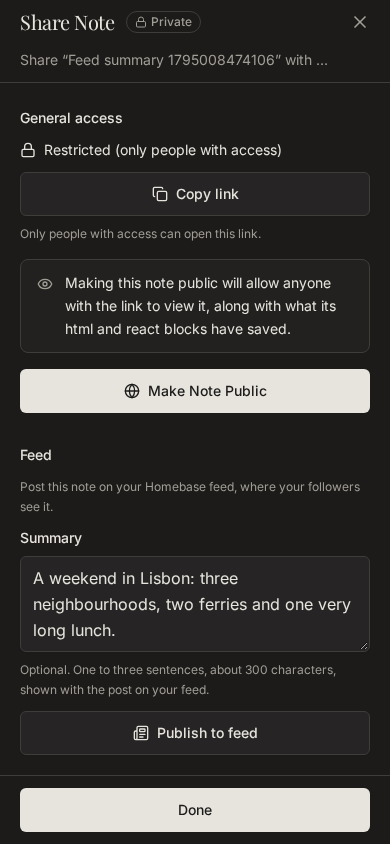 Share Note
Private
Share “Feed summary 1795008474106” with ...
General access
Restricted (only people with access)
Copy link
Only people with access can open this link.
Making this note public will allow anyone
with the link to view it, along with what its
html and react blocks have saved.
Make Note Public
Feed
Post this note on your Homebase feed, where your followers
see it.
Summary
A weekend in Lisbon: three
neighbourhoods, two ferries and one very
long lunch.
Optional. One to three sentences, about 300 characters,
shown with the post on your feed.
Publish to feed
Done